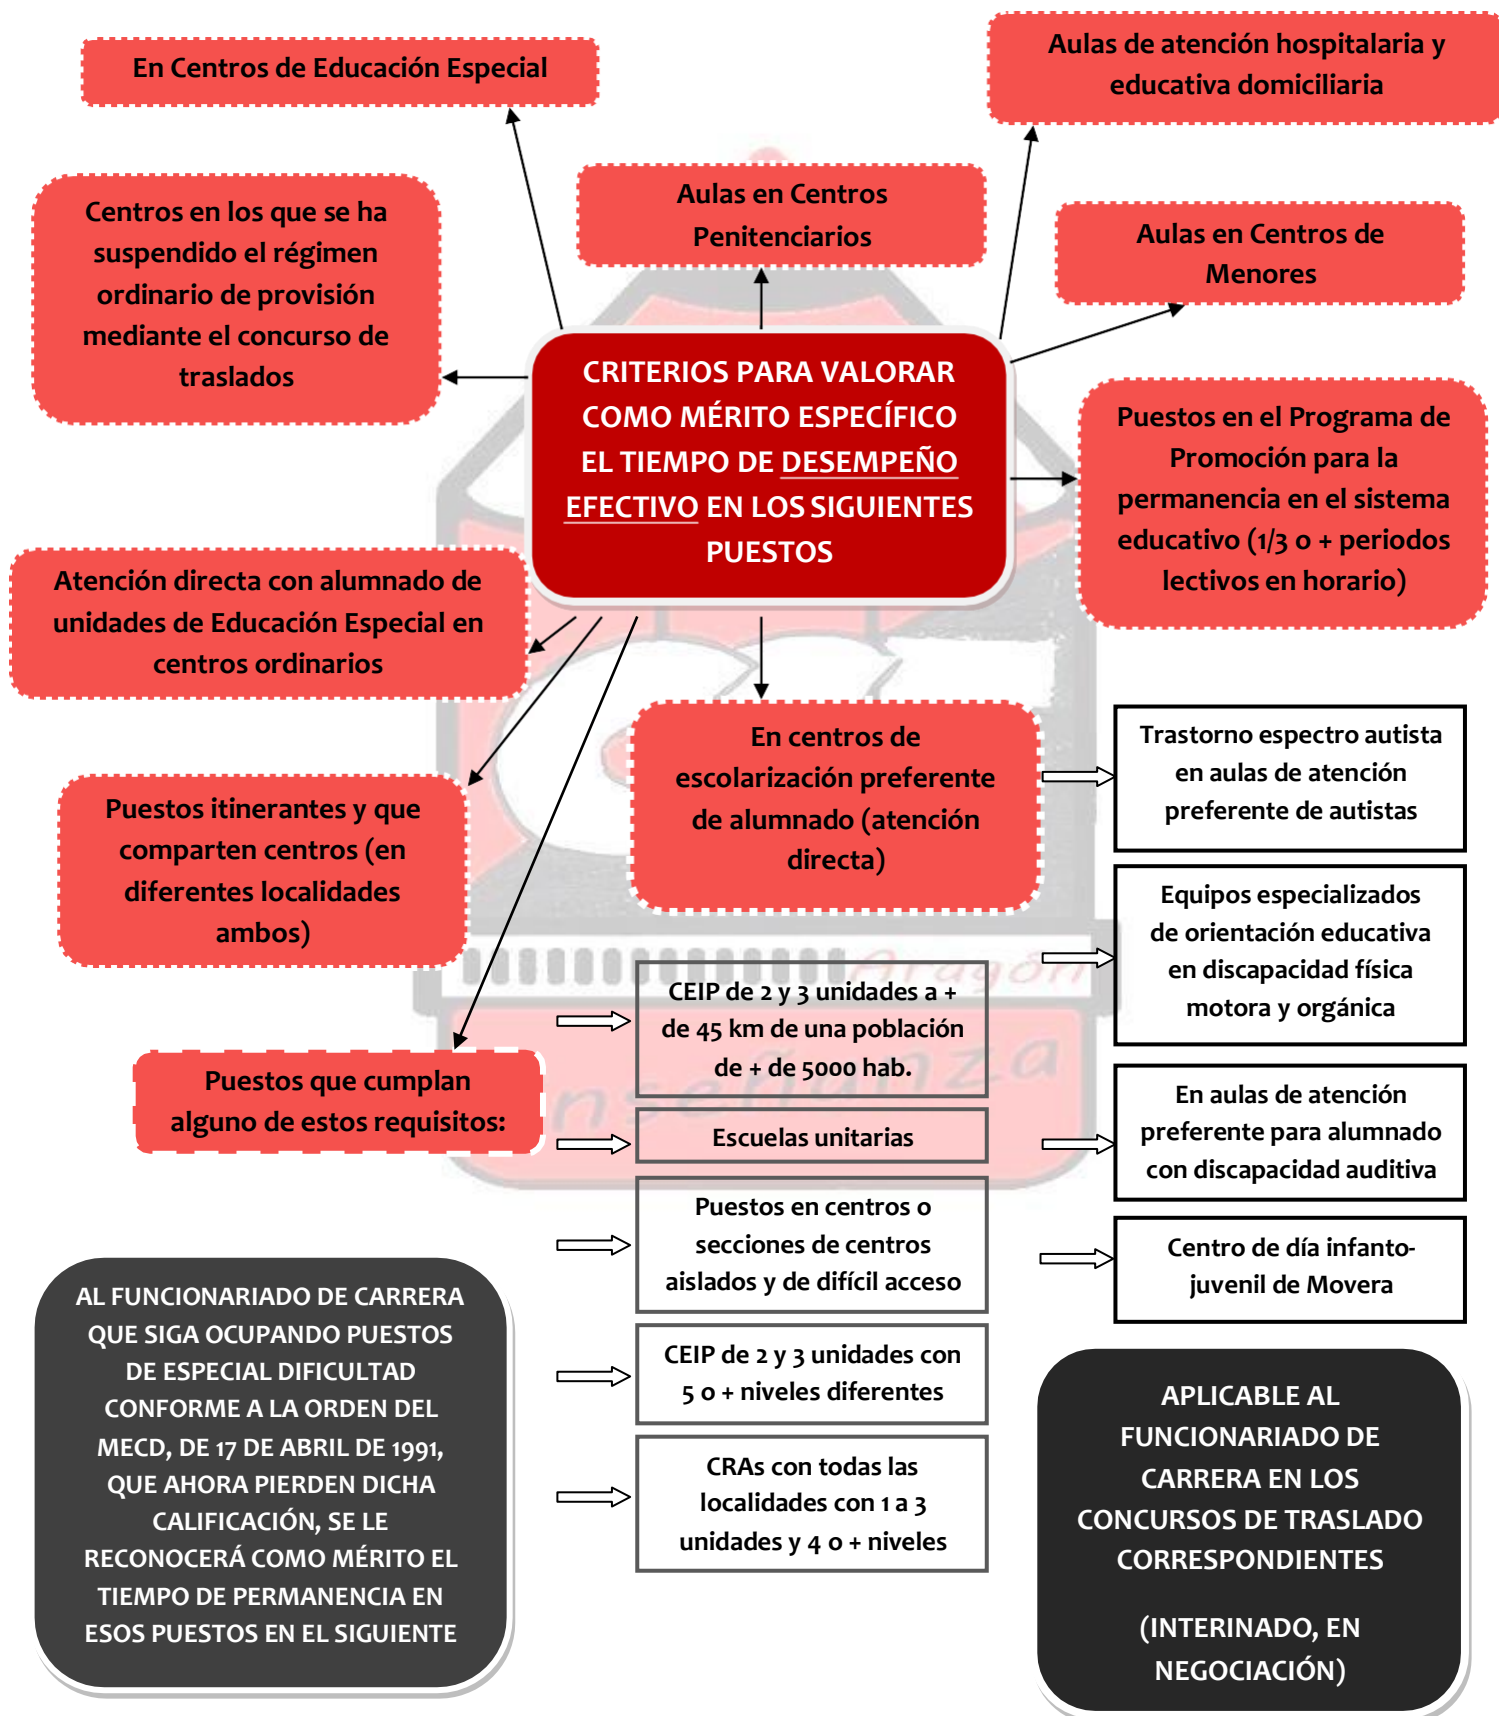 En Centros de Educación Especial
Aulas de atención hospitalaria y
educativa domiciliaria
Centros en los que se ha
suspendido el régimen
ordinario de provisión
mediante el concurso de
traslados
Aulas en Centros
Penitenciarios
Aulas en Centros de
Menores
CRITERIOS PARA VALORAR
COMO MÉRITO ESPECÍFICO
EL TIEMPO DE DESEMPEÑO
EFECTIVO EN LOS SIGUIENTES
PUESTOS
Puestos en el Programa de
Promoción para la
permanencia en el sistema
educativo (1/3 o + periodos
lectivos en horario)
Atención directa con alumnado de
unidades de Educación Especial en
centros ordinarios
Puestos itinerantes y que
comparten centros (en
diferentes localidades
ambos)
En centros de
escolarización preferente
de alumnado (atención
directa)
Trastorno espectro autista
en aulas de atención
preferente de autistas
Equipos especializados
de orientación educativa
en discapacidad física
motora y orgánica
En aulas de atención
preferente para alumnado
con discapacidad auditiva
Centro de día infanto-
juvenil de Movera
Puestos que cumplan
alguno de estos requisitos:
CEIP de 2 y 3 unidades a +
de 45 km de una población
de + de 5000 hab.
Escuelas unitarias
Puestos en centros o
secciones de centros
aislados y de difícil acceso
CEIP de 2 y 3 unidades con
5 o + niveles diferentes
CRAs con todas las
localidades con 1 a 3
unidades y 4 o + niveles
Aragón
enseñanza
AL FUNCIONARIADO DE CARRERA
QUE SIGA OCUPANDO PUESTOS
DE ESPECIAL DIFICULTAD
CONFORME A LA ORDEN DEL
MECD, DE 17 DE ABRIL DE 1991,
QUE AHORA PIERDEN DICHA
CALIFICACIÓN, SE LE
RECONOCERÁ COMO MÉRITO EL
TIEMPO DE PERMANENCIA EN
ESOS PUESTOS EN EL SIGUIENTE
APLICABLE AL
FUNCIONARIADO DE
CARRERA EN LOS
CONCURSOS DE TRASLADO
CORRESPONDIENTES
(INTERINADO, EN
NEGOCIACIÓN)